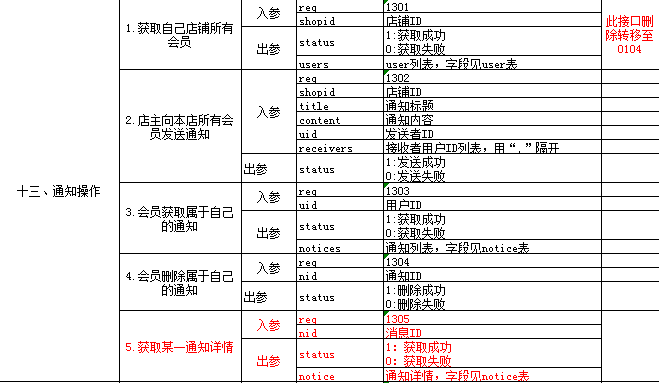 十三、通知操作
1.获取自己店铺所有
会员
入参
req
1301
shopid
店铺ID
出参
status
1:获取成功
0:获取失败
users
user列表，字段见user表
此接口删
除转移至
0104
2.店主向本店所有会
员发送通知
入参
req
1302
shopid
店铺ID
title
通知标题
content
通知内容
uid
发送者ID
receivers
接收者用户ID列表，用“,”隔开
出参
status
1:发送成功
0:发送失败
3.会员获取属于自己
的通知
入参
req
1303
uid
用户ID
出参
status
1:获取成功
0:获取失败
notices
通知列表，字段见notice表
4.会员删除属于自己
的通知
入参
req
1304
nid
通知ID
出参
status
1:删除成功
0:删除失败
5.获取某一通知详情
入参
req
1305
nid
消息ID
出参
status
1：获取成功
0：获取失败
notice
通知详情，字段见notice表